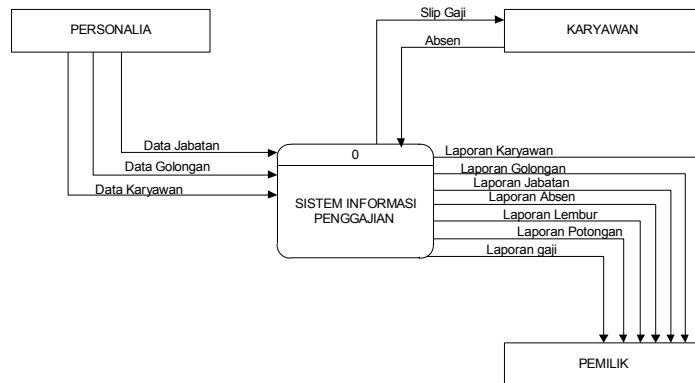 PERSONALIA
Slip Gaji
KARYAWAN
Absen
Data Jabatan
Data Golongan
Data Karyawan
0
SISTEM INFORMASI
PENGGAJIAN
Laporan Karyawan
Laporan Golongan
Laporan Jabatan
Laporan Absen
Laporan Lembur
Laporan Potongan
Laporan gaji
PEMILIK